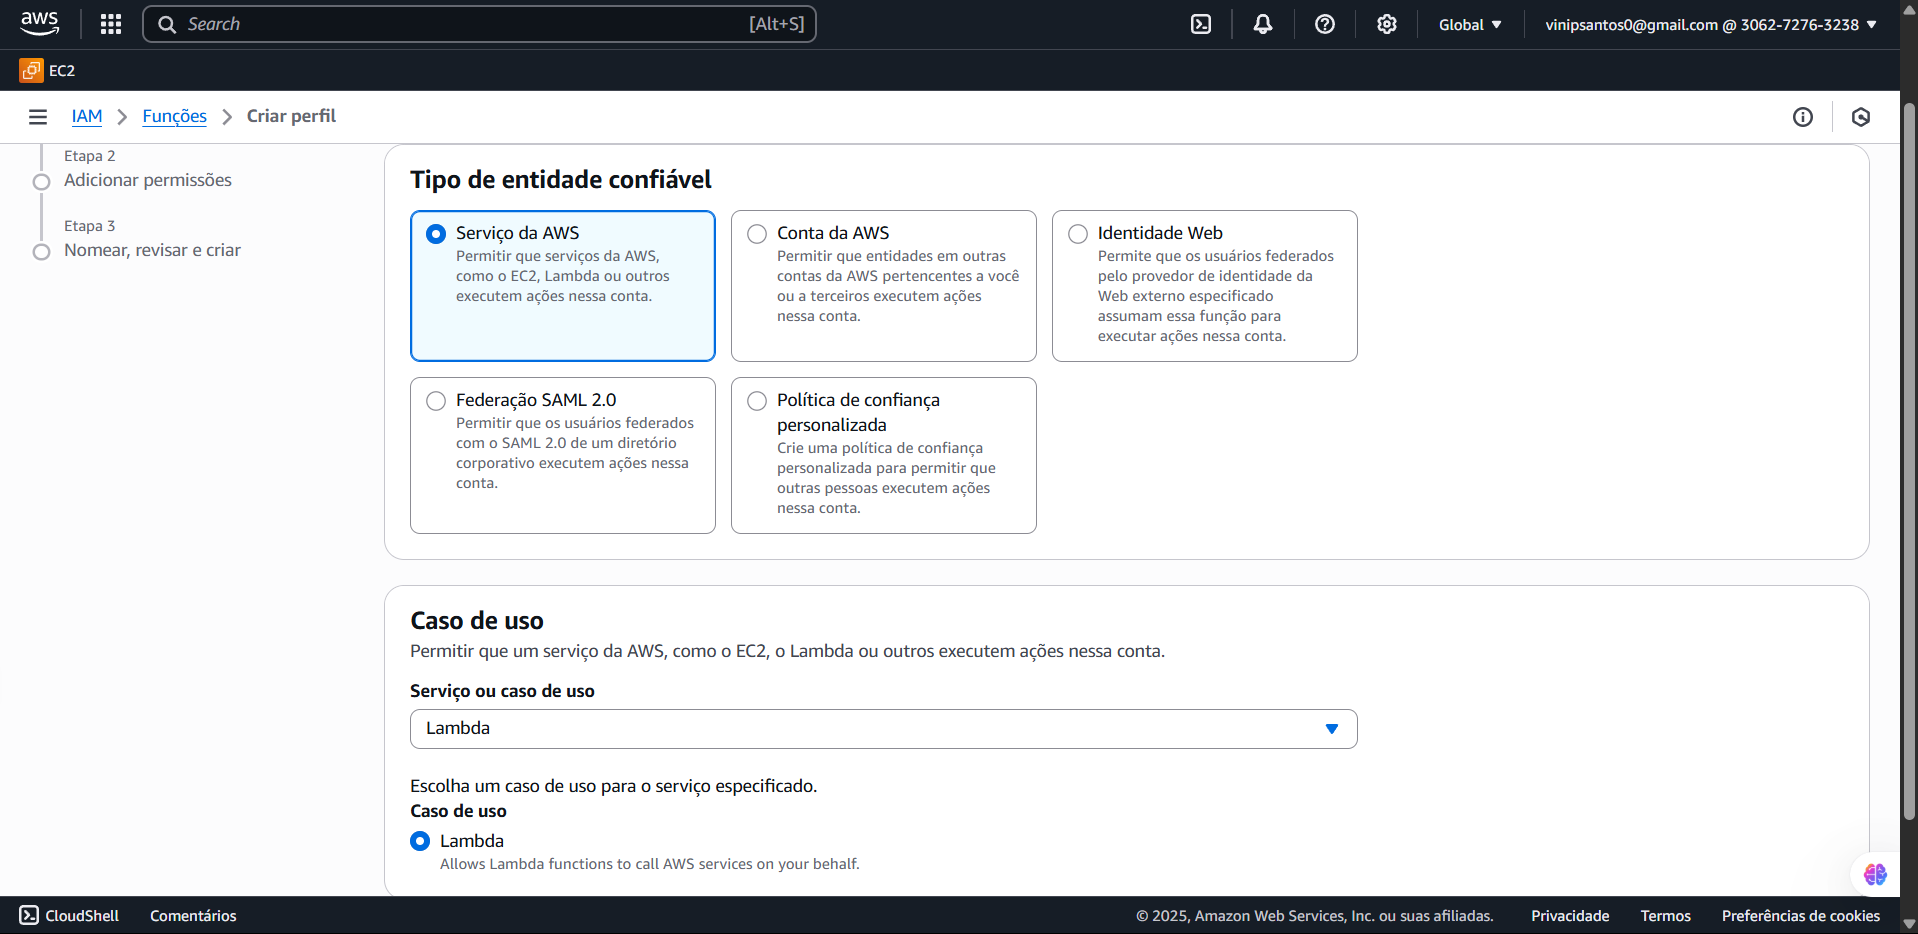 aws
Search
[Alt+S]
Global
vinipsantos0@gmail.com @ 3062-7276-3238
EC2
IAM
Funções
Criar perfil
Etapa 2
Adicionar permissões
Etapa 3
Nomear, revisar e criar
Tipo de entidade confiável
Serviço da AWS
Permitir que serviços da AWS,
como o EC2, Lambda ou outros
executem ações nessa conta.
Conta da AWS
Permitir que entidades em outras
contas da AWS pertencentes a você
ou a terceiros executem ações
nessa conta.
Identidade Web
Permite que os usuários federados
pelo provedor de identidade da
Web externo especificado
assumam essa função para
executar ações nessa conta.
Federação SAML 2.0
Permitir que os usuários federados
com o SAML 2.0 de um diretório
corporativo executem ações nessa
conta.
Política de confiança
personalizada
Crie uma política de confiança
personalizada para permitir que
outras pessoas executem ações
nessa conta.
Caso de uso
Permitir que um serviço da AWS, como o EC2, o Lambda ou outros executem ações nessa conta.
Serviço ou caso de uso
Lambda
Escolha um caso de uso para o serviço especificado.
Caso de uso
Lambda
Allows Lambda functions to call AWS services on your behalf.
CloudShell
Comentários
© 2025, Amazon Web Services, Inc. ou suas afiliadas.
Privacidade
Termos
Preferências de cookies